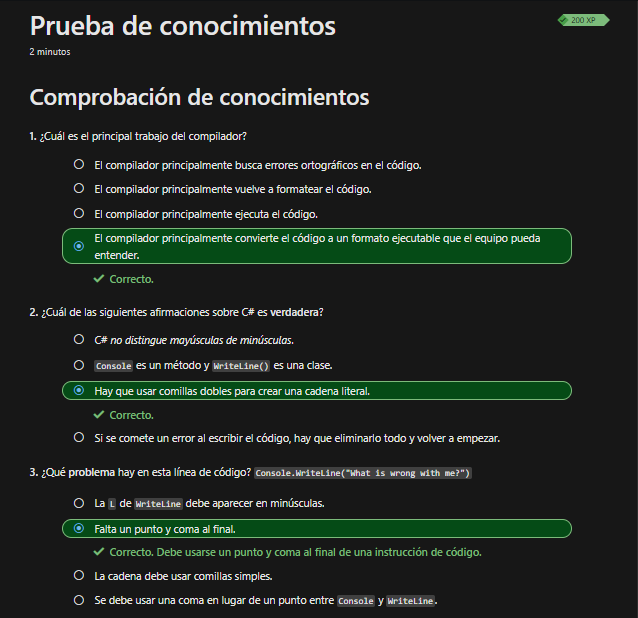 Prueba de conocimientos
200 XP
2 minutos
Comprobación de conocimientos
1. ¿Cuál es el principal trabajo del compilador?
El compilador principalmente busca errores ortográficos en el código.
El compilador principalmente vuelve a formatear el código.
El compilador principalmente ejecuta el código.
El compilador principalmente convierte el código a un formato ejecutable que el equipo pueda
entender.
Correcto.
2. ¿Cuál de las siguientes afirmaciones sobre C# es verdadera?
C# no distingue mayúsculas de minúsculas.
Console es un método y WriteLine() es una clase.
Hay que usar comillas dobles para crear una cadena literal.
Correcto.
Si se comete un error al escribir el código, hay que eliminarlo todo y volver a empezar.
3. ¿Qué problema hay en esta línea de código? Console.WriteLine("What is wrong with me?")
La L de WriteLine debe aparecer en minúsculas.
Falta un punto y coma al final.
Correcto. Debe usarse un punto y coma al final de una instrucción de código.
La cadena debe usar comillas simples.
Se debe usar una coma en lugar de un punto entre Console y WriteLine.